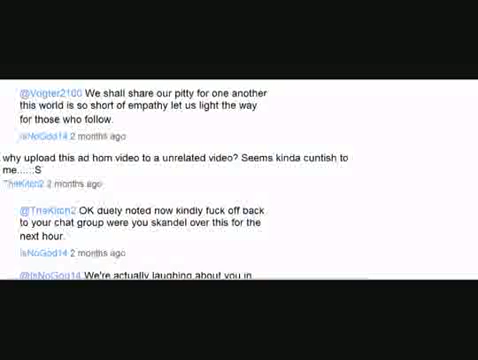 @Vogter2100 We shall share our pitty for one another
this world is so short of empathy let us light the way
for those who follow.
IsNoGod14 2 months ago
why upload this ad hom video to a unrelated video? Seems kinda cuntish to
me.....:S
TheKitch2 2 months ago
@TheKitch2 OK duely noted now kindly fuck off back
to your chat group were you skandel over this for the
next hour.
IsNoGod14 2 months ago
@IsNoGod14 We're actually laughing about you in